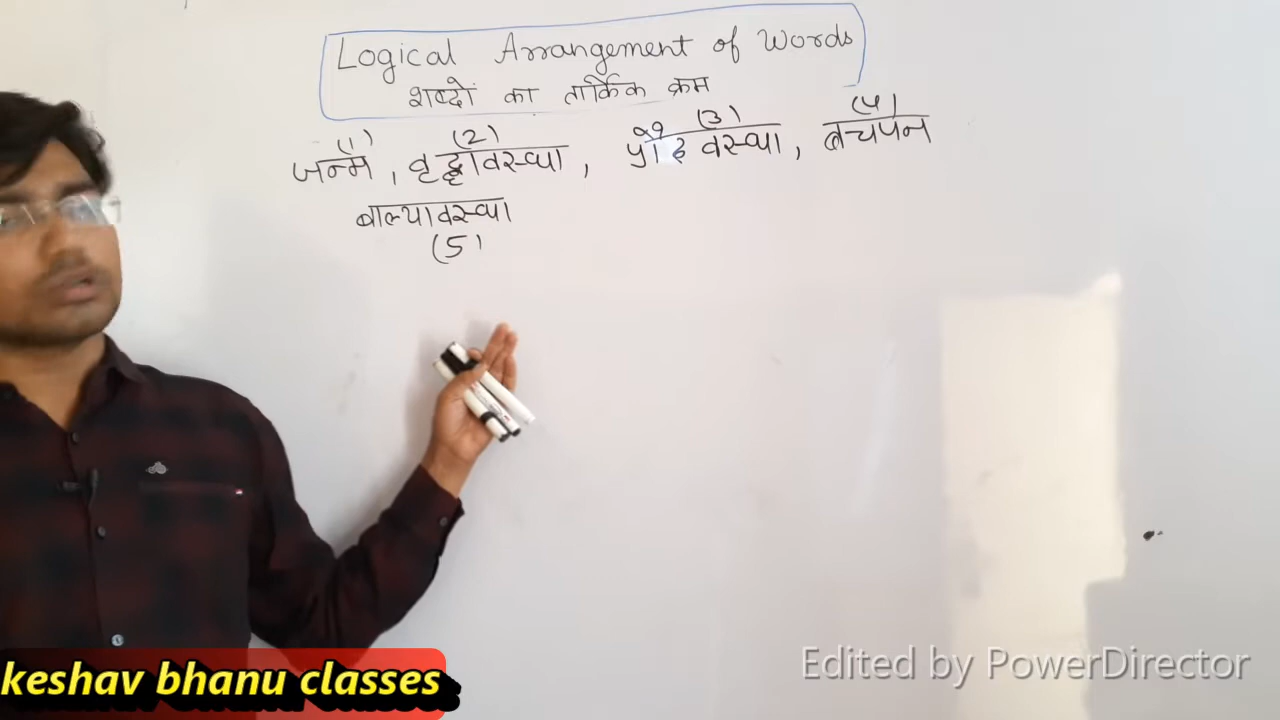 Logical Arrangement of Words
शब्दों का तार्किक क्रम
(1) (2) (3) (4)
जन्म, वृद्धावस्था, प्रौढ़ावस्था, बचपन
बाल्यावस्था
(5)
keshav bhanu classes
Edited by PowerDirector